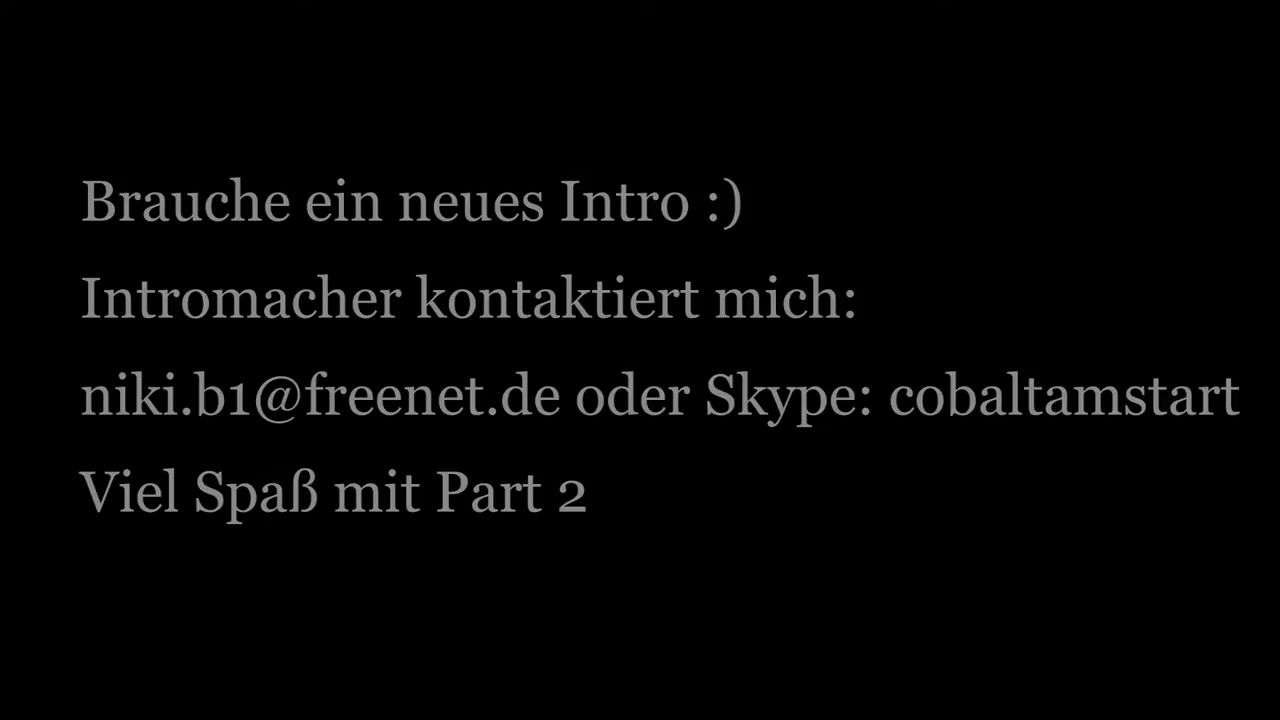 Brauche ein neues Intro :)
Intromacher kontaktiert mich:
niki.b1@freenet.de oder Skype: cobaltamstart
Viel Spaß mit Part 2